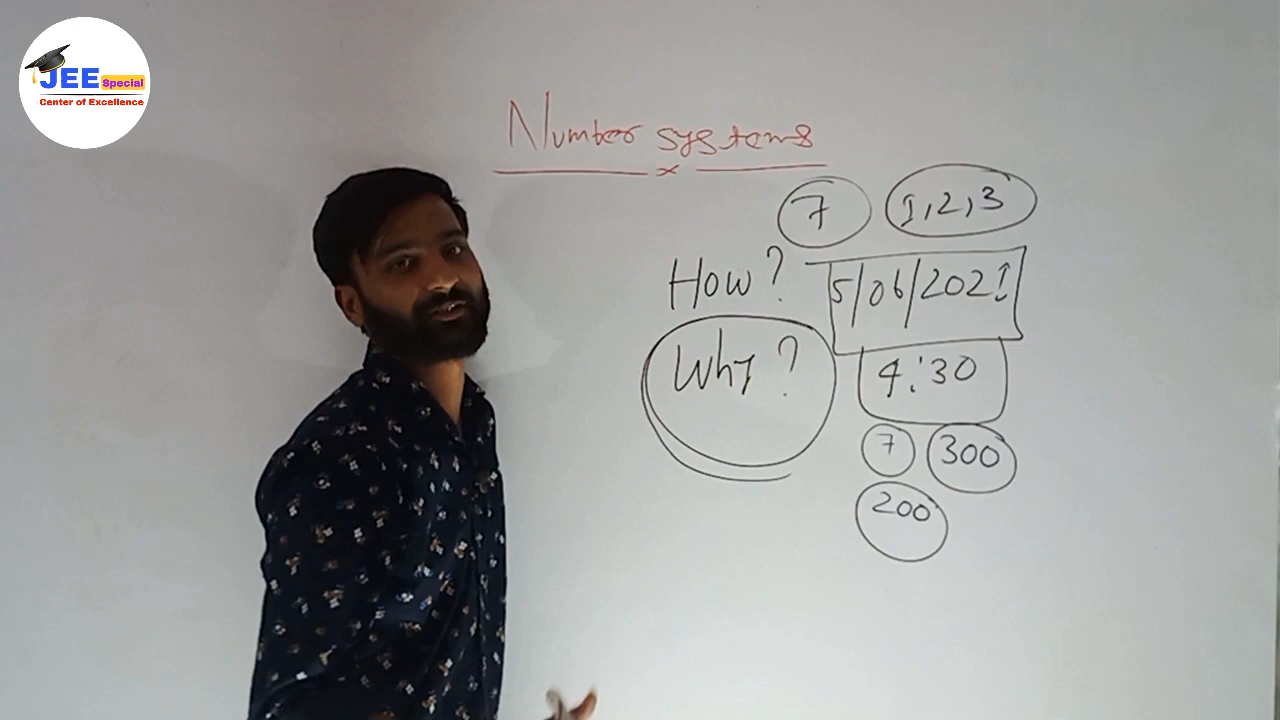 JEE Special
Center of Excellence
Number systems
7 1,2,3
How? 5/06/2021
Why? 4:30
7 300
200